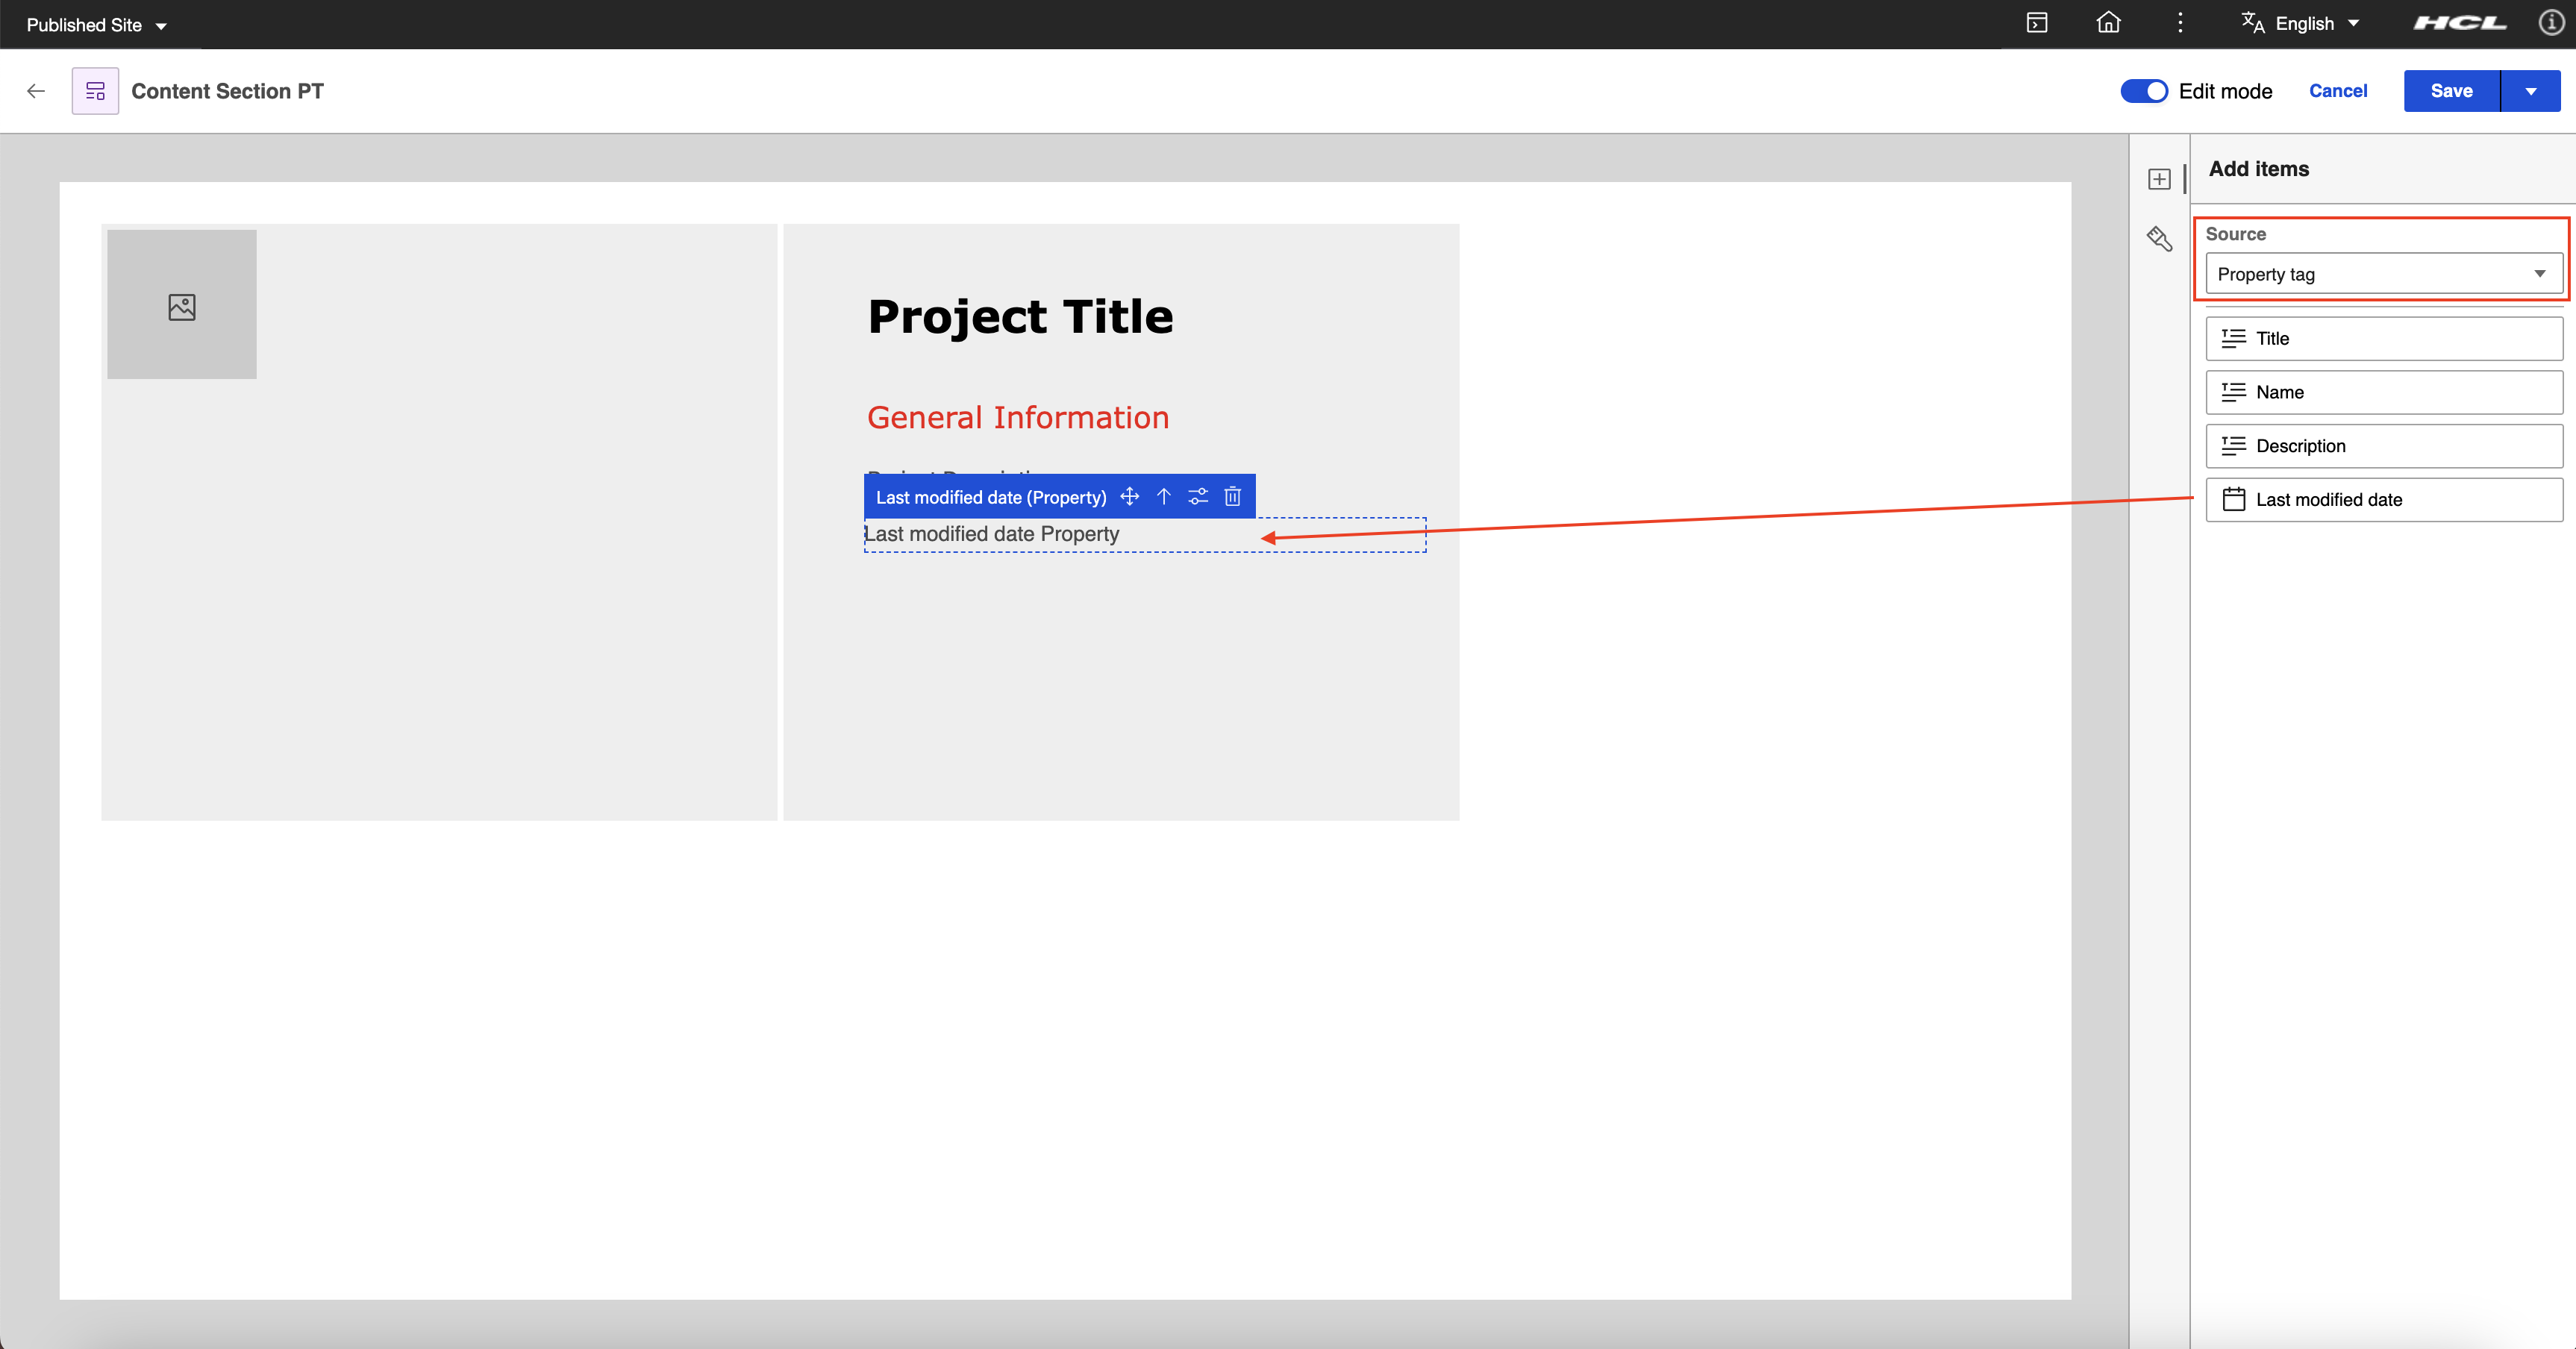 Published Site
English
HCL
Content Section PT
Edit mode
Cancel
Save
Add items
Source
Property tag
Title
Name
Description
Last modified date
Project Title
General Information
Last modified date (Property)
Last modified date Property